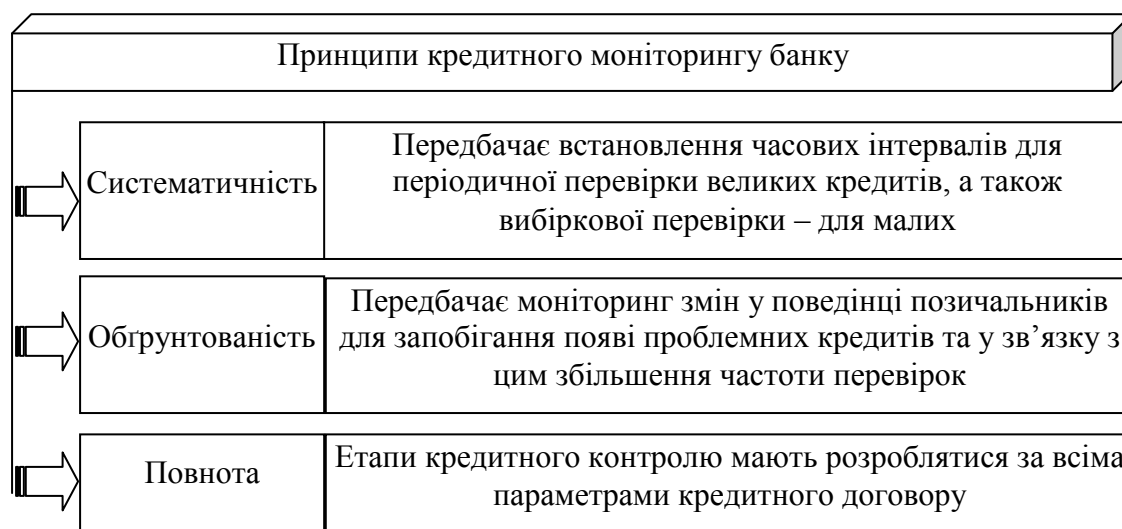 Принципи кредитного моніторингу банку
Систематичність
Передбачає встановлення часових інтервалів для
періодичної перевірки великих кредитів, а також
вибіркової перевірки – для малих
Обґрунтованість
Передбачає моніторинг змін у поведінці позичальників
для запобігання появі проблемних кредитів та у зв’язку з
цим збільшення частоти перевірок
Повнота
Етапи кредитного контролю мають розроблятися за всіма
параметрами кредитного договору